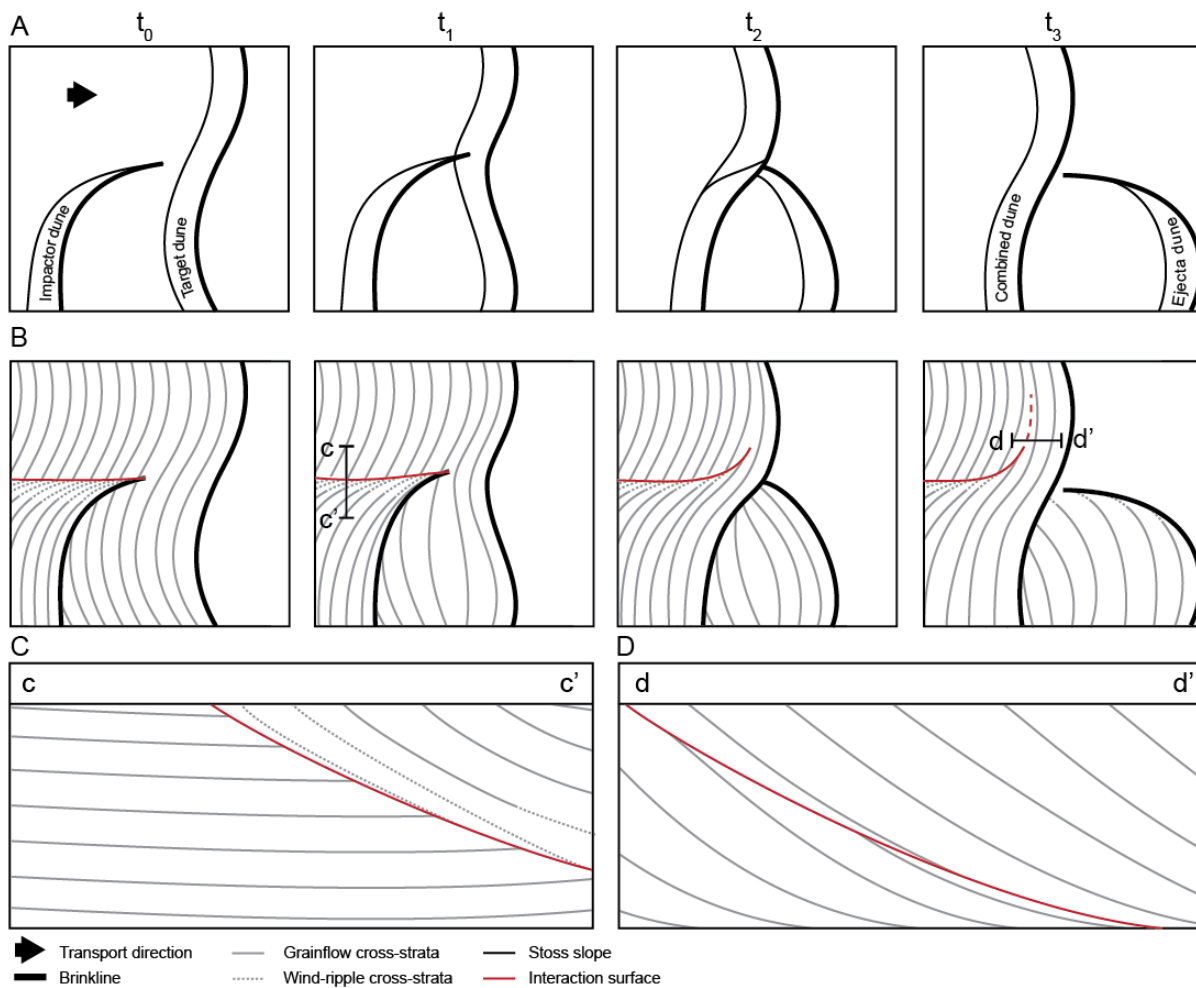 A
t0 t1 t2 t3
Impactor dune
Target dune
Combined dune
Ejecta dune
B
c
c'
d d'
C D
c c' d d'
Transport direction Grainflow cross-strata Stoss slope
Brinkline Wind-ripple cross-strata Interaction surface